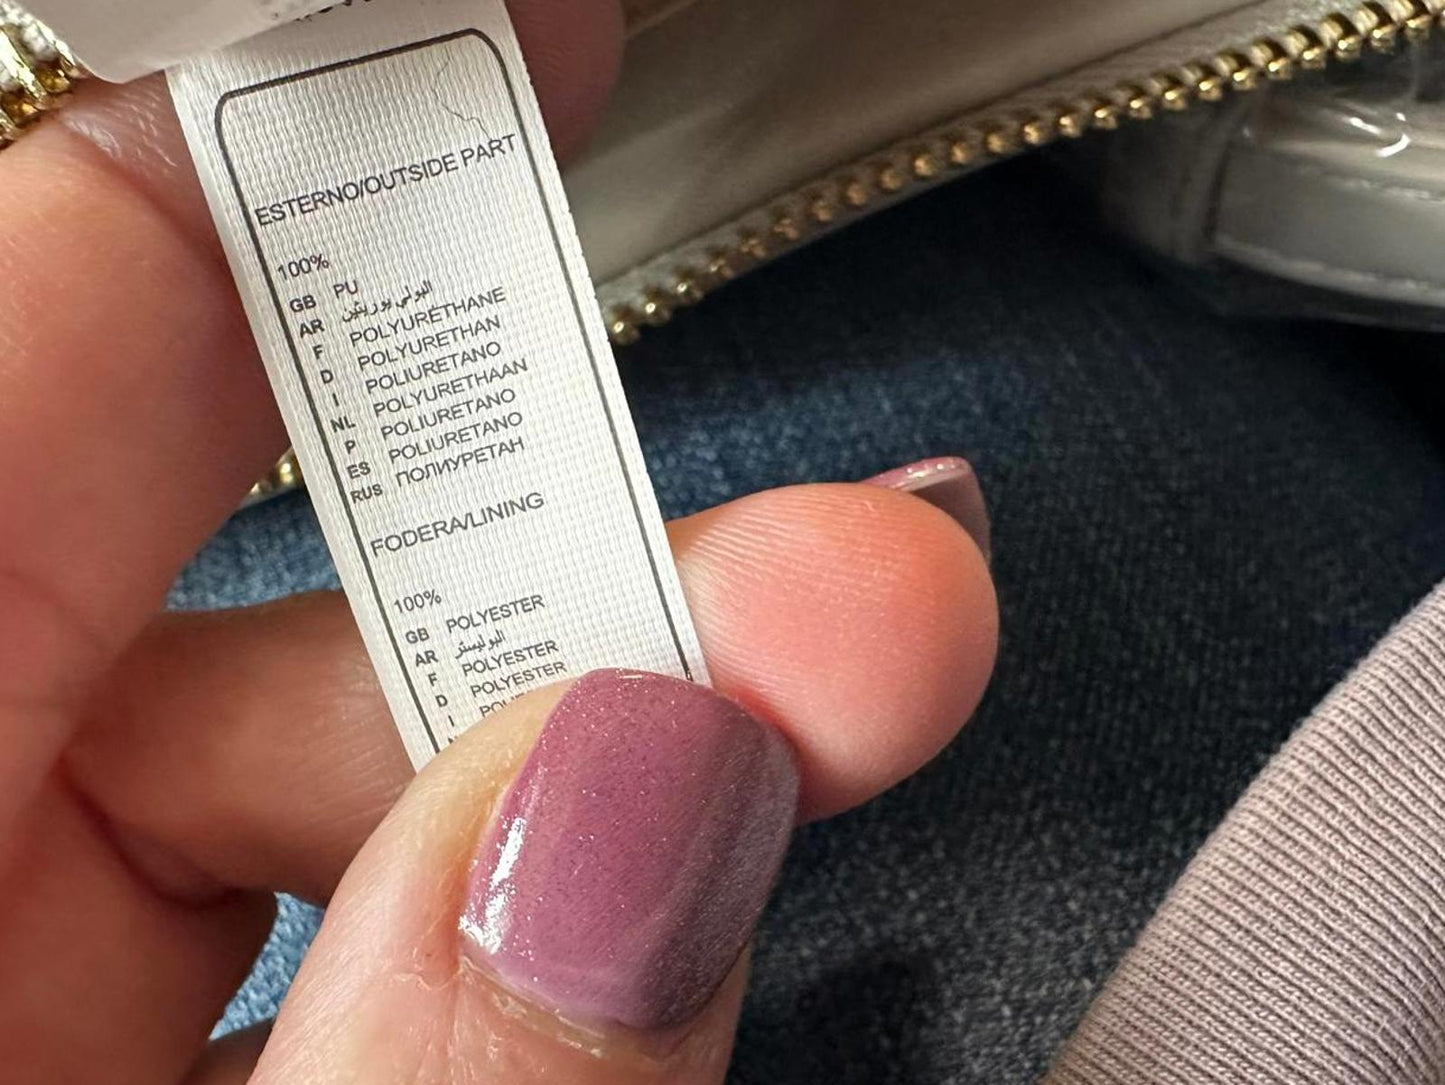 ESTERNO/OUTSIDE PART
100%
GB PU
AR البولي يوريثين
F POLYURÉTHANE
D POLYURETHAN
I POLIURETANO
NL POLYURETHAAN
P POLIURETANO
ES POLIURETANO
RUS ПОЛИУРЕТАН
FODERA/LINING
100%
GB POLYESTER
AR البوليستر
F POLYESTER
D POLYESTER
I